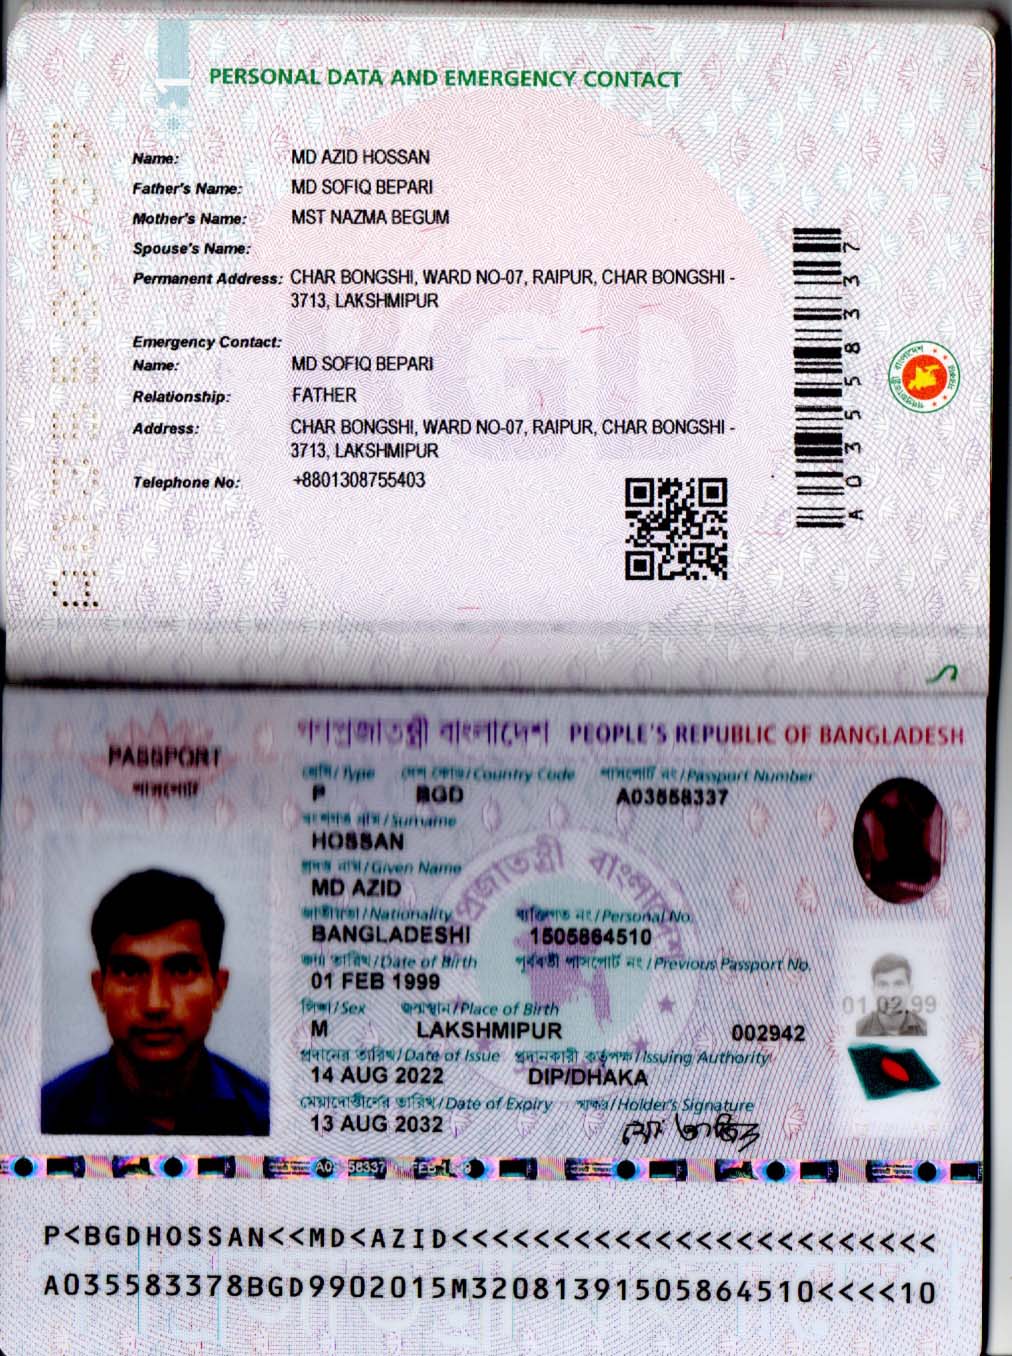 PERSONAL DATA AND EMERGENCY CONTACT
Name: MD AZID HOSSAN
Father's Name: MD SOFIQ BEPARI
Mother's Name: MST NAZMA BEGUM
Spouse's Name:
Permanent Address: CHAR BONGSHI, WARD NO-07, RAIPUR, CHAR BONGSHI -
3713, LAKSHMIPUR
Emergency Contact:
Name: MD SOFIQ BEPARI
Relationship: FATHER
Address: CHAR BONGSHI, WARD NO-07, RAIPUR, CHAR BONGSHI -
3713, LAKSHMIPUR
Telephone No: +8801308755403
A03558337
গণপ্রজাতন্ত্রী বাংলাদেশ PEOPLE'S REPUBLIC OF BANGLADESH
PASSPORT
পাসপোর্ট
শ্রেণি/Type দেশ কোড/Country Code পাসপোর্ট নং/Passport Number
P BGD A03558337
বংশগত নাম/Surname
HOSSAN
প্রদত্ত নাম/Given Name
MD AZID
জাতীয়তা/Nationality ব্যক্তিগত নং/Personal No.
BANGLADESHI 1505864510
জন্ম তারিখ/Date of Birth পূর্ববর্তী পাসপোর্ট নং/Previous Passport No.
01 FEB 1999
লিঙ্গ/Sex জন্মস্থান/Place of Birth
M LAKSHMIPUR 002942
01.02.99
প্রদানের তারিখ/Date of Issue প্রদানকারী কর্তৃপক্ষ/Issuing Authority
14 AUG 2022 DIP/DHAKA
মেয়াদোত্তীর্ণের তারিখ/Date of Expiry স্বাক্ষর/Holder's Signature
13 AUG 2032 মোঃ আজিদ
P<BGDHOSSAN<<MD<AZID<<<<<<<<<<<<<<<<<<<<<<<<
A035583378BGD9902015M32081391505864510<<<<10